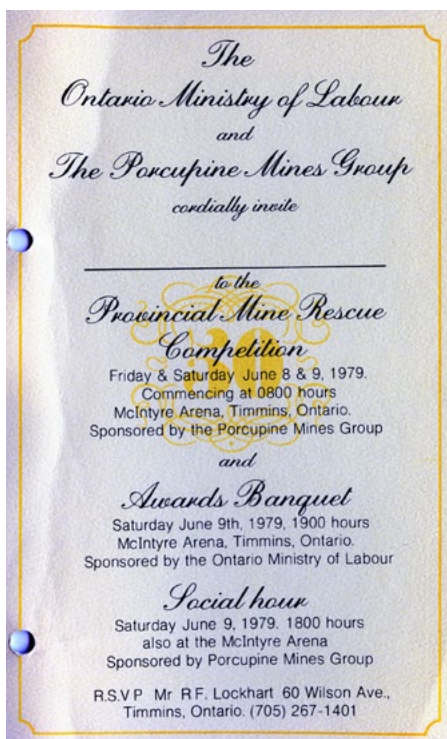 The
Ontario Ministry of Labour
and
The Porcupine Mines Group
cordially invite
to the
30
Provincial Mine Rescue
Competition
Friday & Saturday June 8 & 9, 1979.
Commencing at 0800 hours
McIntyre Arena, Timmins, Ontario.
Sponsored by the Porcupine Mines Group
and
Awards Banquet
Saturday June 9th, 1979, 1900 hours
McIntyre Arena, Timmins, Ontario.
Sponsored by the Ontario Ministry of Labour
Social hour
Saturday June 9, 1979. 1800 hours
also at the McIntyre Arena
Sponsored by Porcupine Mines Group
R.S.V P Mr R F. Lockhart 60 Wilson Ave.,
Timmins, Ontario. (705) 267-1401